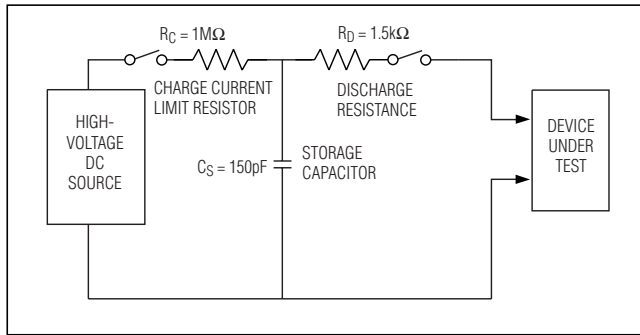 R_C = 1MΩ
CHARGE CURRENT
LIMIT RESISTOR
R_D = 1.5kΩ
DISCHARGE
RESISTANCE
HIGH-
VOLTAGE
DC
SOURCE
C_S = 150pF
STORAGE
CAPACITOR
DEVICE
UNDER
TEST